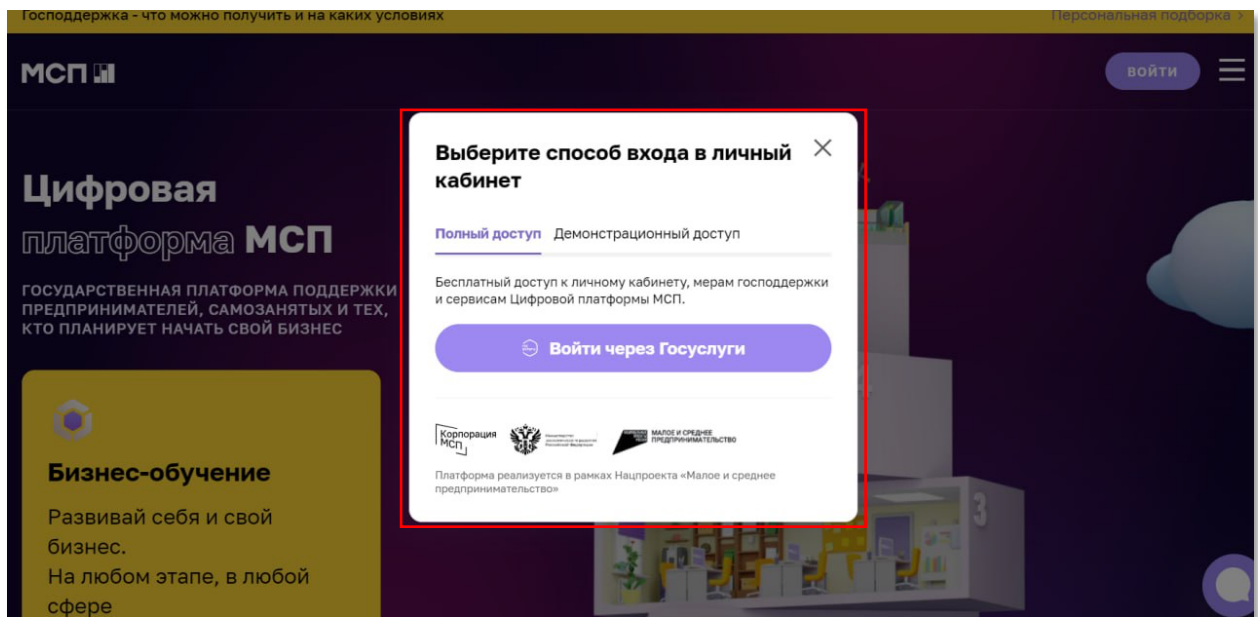 Господдержка - что можно получить и на каких условиях
Персональная подборка >
МСП
ВОЙТИ
Цифровая
платформа МСП
ГОСУДАРСТВЕННАЯ ПЛАТФОРМА ПОДДЕРЖКИ
ПРЕДПРИНИМАТЕЛЕЙ, САМОЗАНЯТЫХ И ТЕХ,
КТО ПЛАНИРУЕТ НАЧАТЬ СВОЙ БИЗНЕС
Бизнес-обучение
Развивай себя и свой
бизнес.
На любом этапе, в любой
сфере
Выберите способ входа в личный
кабинет
Полный доступ Демонстрационный доступ
Бесплатный доступ к личному кабинету, мерам господдержки
и сервисам Цифровой платформы МСП.
Войти через Госуслуги
Корпорация
МСП
МАЛОЕ И СРЕДНЕЕ
ПРЕДПРИНИМАТЕЛЬСТВО
Платформа реализуется в рамках Нацпроекта «Малое и среднее
предпринимательство»
3